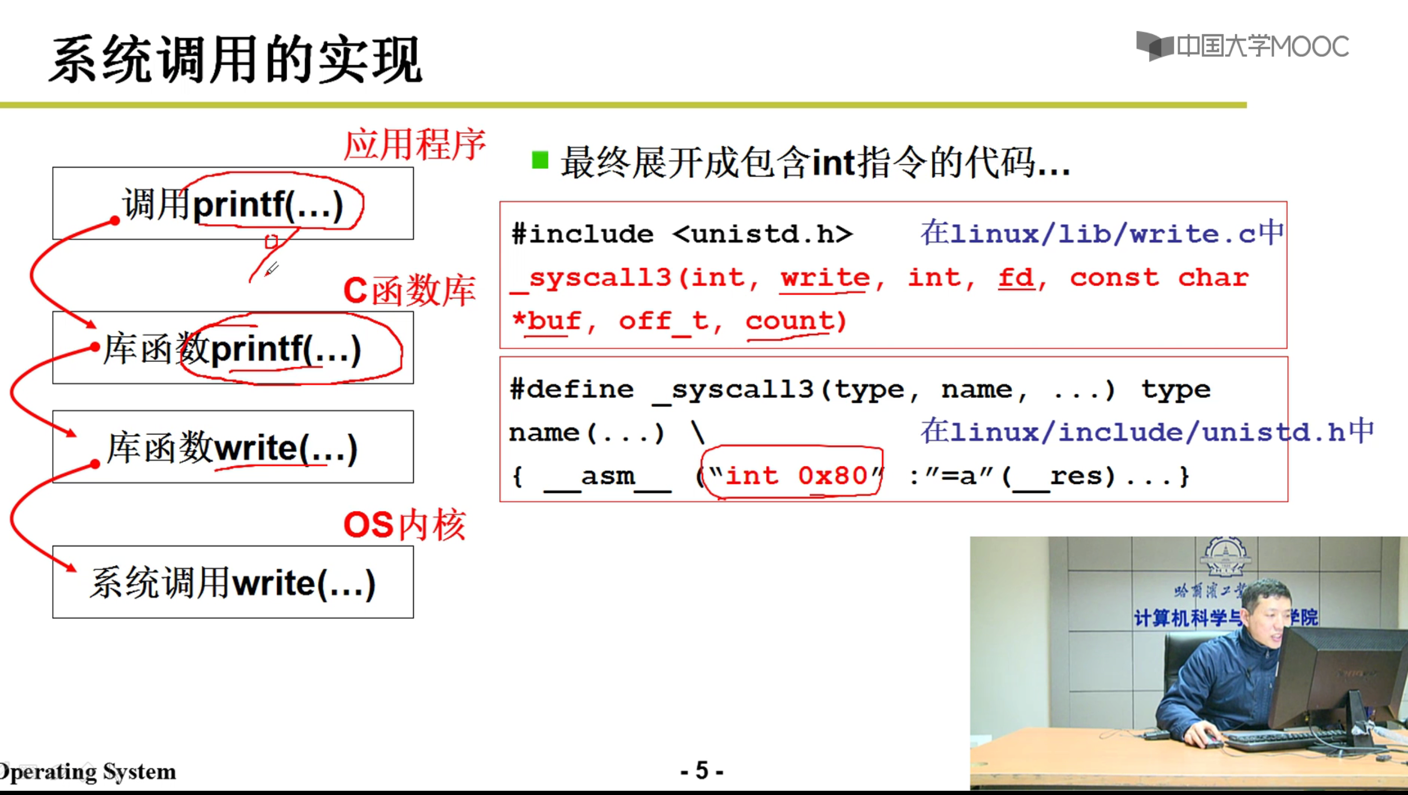 系统调用的实现
中国大学MOOC
应用程序
调用printf(...)
C函数库
库函数printf(...)
库函数write(...)
OS内核
系统调用write(...)
最终展开成包含int指令的代码...
#include <unistd.h> 在linux/lib/write.c中
_syscall3(int, write, int, fd, const char
*buf, off_t, count)
#define _syscall3(type, name, ...) type
name(...) \ 在linux/include/unistd.h中
{ __asm__ (“int 0x80” :”=a”(__res)...}
哈尔滨工
计算机科学与 学院
Operating System
- 5 -